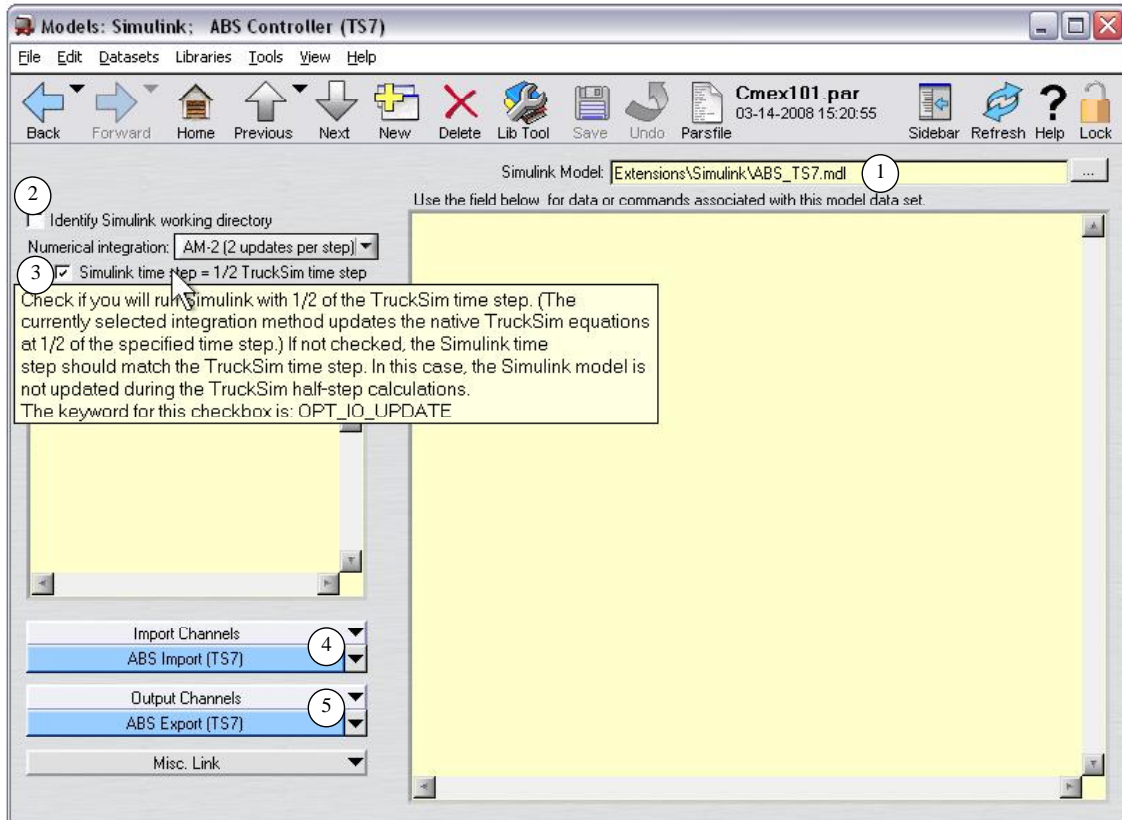 Models: Simulink; ABS Controller (TS7)
File Edit Datasets Libraries Tools View Help
Back Forward Home Previous Next New Delete Lib Tool Save Undo Parsfile Sidebar Refresh Help Lock
Cmex101.par
03-14-2008 15:20:55
Simulink Model: Extensions\Simulink\ABS_TS7.mdl 1 ...
2
Use the field below for data or commands associated with this model data set.
Identify Simulink working directory
Numerical integration: AM-2 (2 updates per step)
3 Simulink time step = 1/2 TruckSim time step
Check if you will run Simulink with 1/2 of the TruckSim time step. (The
currently selected integration method updates the native TruckSim equations
at 1/2 of the specified time step.) If not checked, the Simulink time
step should match the TruckSim time step. In this case, the Simulink model is
not updated during the TruckSim half-step calculations.
The keyword for this checkbox is: OPT_IO_UPDATE
Import Channels
4
ABS Import (TS7)
Output Channels
5
ABS Export (TS7)
Misc. Link